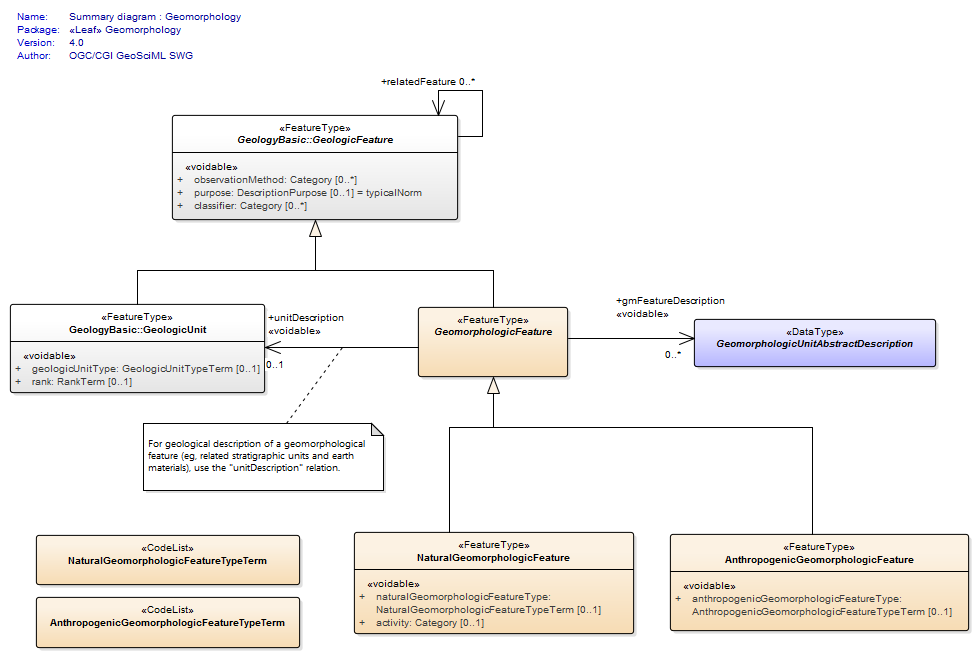 Name: Summary diagram : Geomorphology
Package: «Leaf» Geomorphology
Version: 4.0
Author: OGC/CGI GeoSciML SWG
+relatedFeature 0..*
«FeatureType»
GeologyBasic::GeologicFeature
«voidable»
+ observationMethod: Category [0..*]
+ purpose: DescriptionPurpose [0..1] = typicalNorm
+ classifier: Category [0..*]
«FeatureType»
GeologyBasic::GeologicUnit
«voidable»
+ geologicUnitType: GeologicUnitTypeTerm [0..1]
+ rank: RankTerm [0..1]
+unitDescription
«voidable»
0..1
«FeatureType»
GeomorphologicFeature
+gmFeatureDescription
«voidable»
0..*
«DataType»
GeomorphologicUnitAbstractDescription
For geological description of a geomorphological
feature (eg, related stratigraphic units and earth
materials), use the "unitDescription" relation.
«CodeList»
NaturalGeomorphologicFeatureTypeTerm
«CodeList»
AnthropogenicGeomorphologicFeatureTypeTerm
«FeatureType»
NaturalGeomorphologicFeature
«voidable»
+ naturalGeomorphologicFeatureType:
NaturalGeomorphologicFeatureTypeTerm [0..1]
+ activity: Category [0..1]
«FeatureType»
AnthropogenicGeomorphologicFeature
«voidable»
+ anthropogenicGeomorphologicFeatureType:
AnthropogenicGeomorphologicFeatureTypeTerm [0..1]